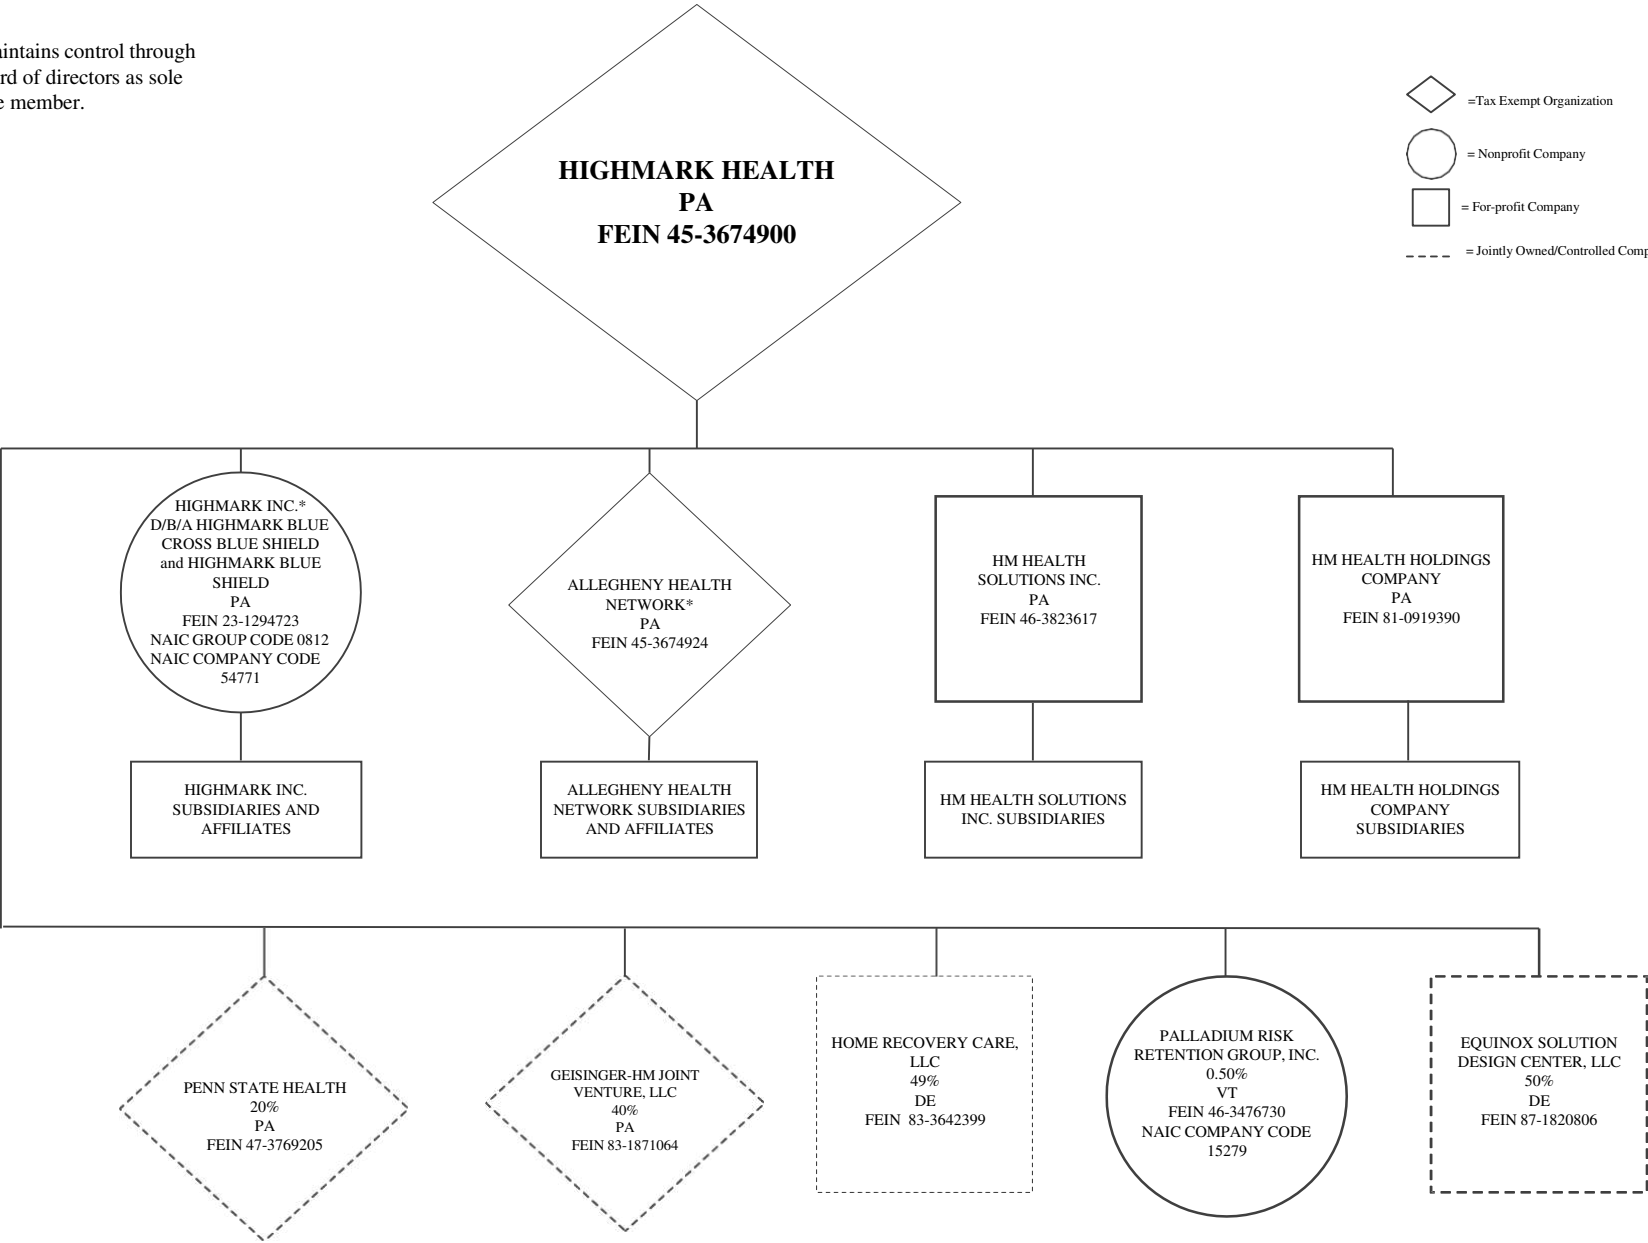 intains control through
rd of directors as sole
e member.
HIGHMARK HEALTH
PA
FEIN 45-3674900
=Tax Exempt Organization
= Nonprofit Company
= For-profit Company
= Jointly Owned/Controlled Comp
HIGHMARK INC.*
D/B/A HIGHMARK BLUE
CROSS BLUE SHIELD
and HIGHMARK BLUE
SHIELD
PA
FEIN 23-1294723
NAIC GROUP CODE 0812
NAIC COMPANY CODE
54771
ALLEGHENY HEALTH
NETWORK*
PA
FEIN 45-3674924
HM HEALTH
SOLUTIONS INC.
PA
FEIN 46-3823617
HM HEALTH HOLDINGS
COMPANY
PA
FEIN 81-0919390
HIGHMARK INC.
SUBSIDIARIES AND
AFFILIATES
ALLEGHENY HEALTH
NETWORK SUBSIDIARIES
AND AFFILIATES
HM HEALTH SOLUTIONS
INC. SUBSIDIARIES
HM HEALTH HOLDINGS
COMPANY
SUBSIDIARIES
PENN STATE HEALTH
20%
PA
FEIN 47-3769205
GEISINGER-HM JOINT
VENTURE, LLC
40%
PA
FEIN 83-1871064
HOME RECOVERY CARE,
LLC
49%
DE
FEIN  83-3642399
PALLADIUM RISK
RETENTION GROUP, INC.
0.50%
VT
FEIN 46-3476730
NAIC COMPANY CODE
15279
EQUINOX SOLUTION
DESIGN CENTER, LLC
50%
DE
FEIN 87-1820806